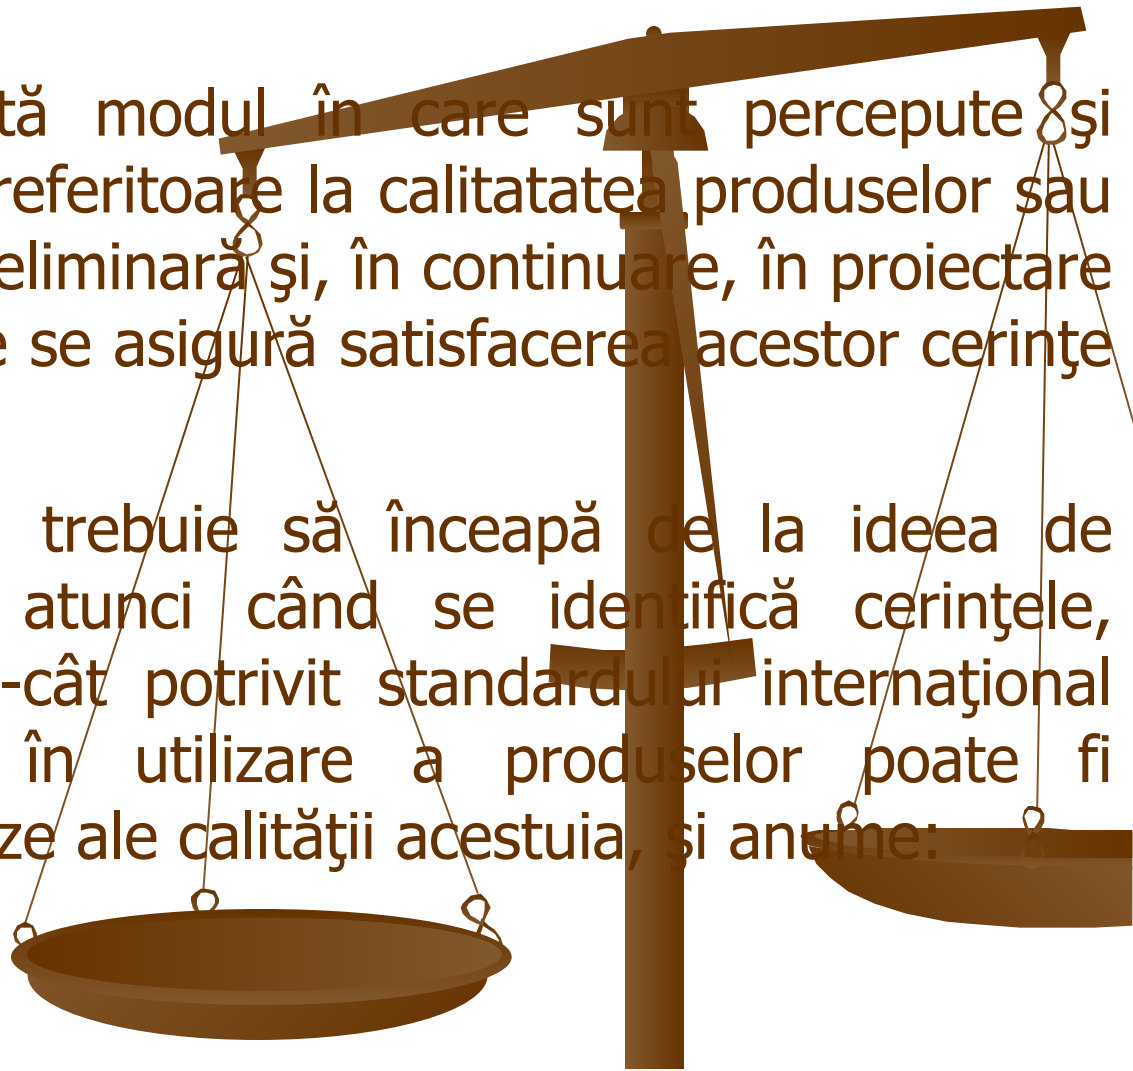 tă modul în care sunt percepute şi
referitoare la calitatatea produselor sau
eliminară şi, în continuare, în proiectare
e se asigură satisfacerea acestor cerinţe
trebuie să înceapă de la ideea de
atunci când se identifică cerinţele,
-cât potrivit standardului internaţional
în utilizare a produselor poate fi
ze ale calităţii acestuia, şi anume: